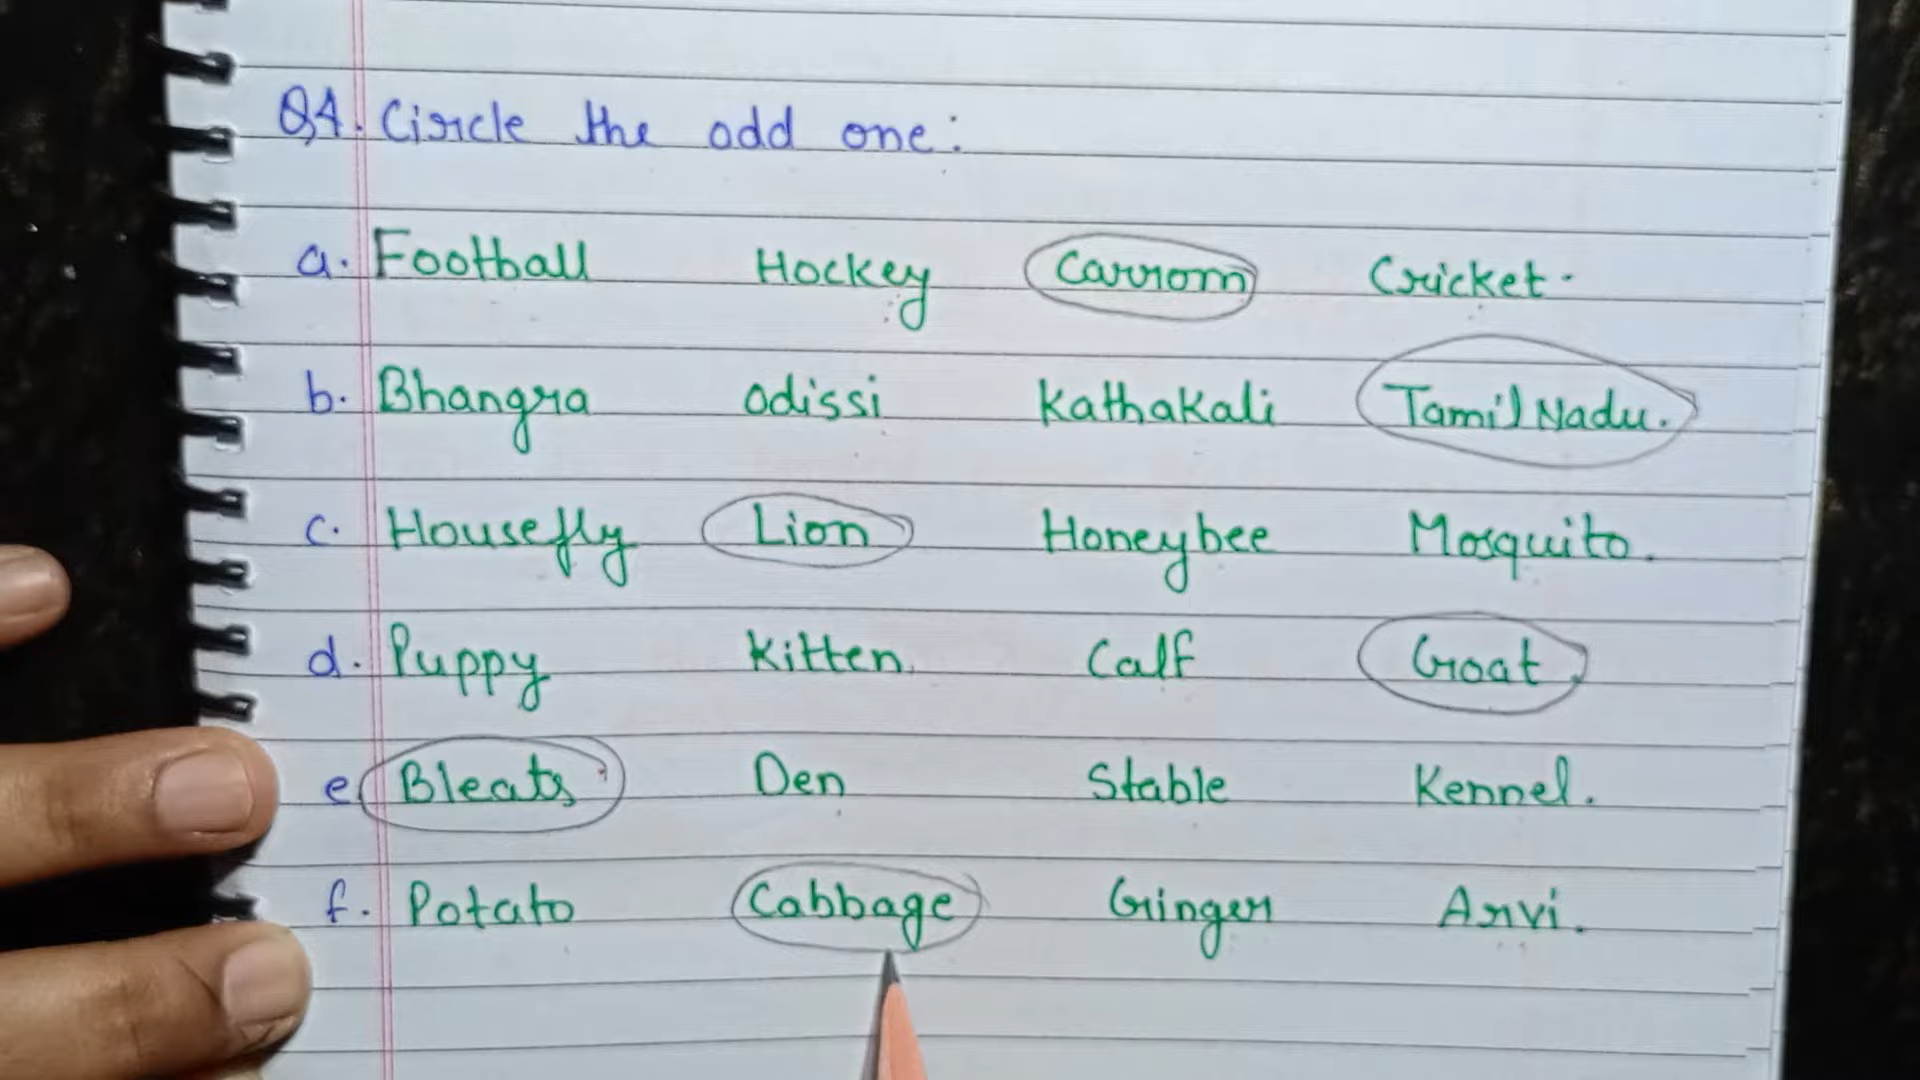 Q4. Circle the odd one:
a. Football Hockey Carrom Cricket.
b. Bhangra Odissi Kathakali Tamil Nadu.
c. Housefly Lion Honeybee Mosquito.
d. Puppy Kitten. Calf Goat.
e Bleats Den Stable Kennel.
f. Potato Cabbage Ginger Arvi.